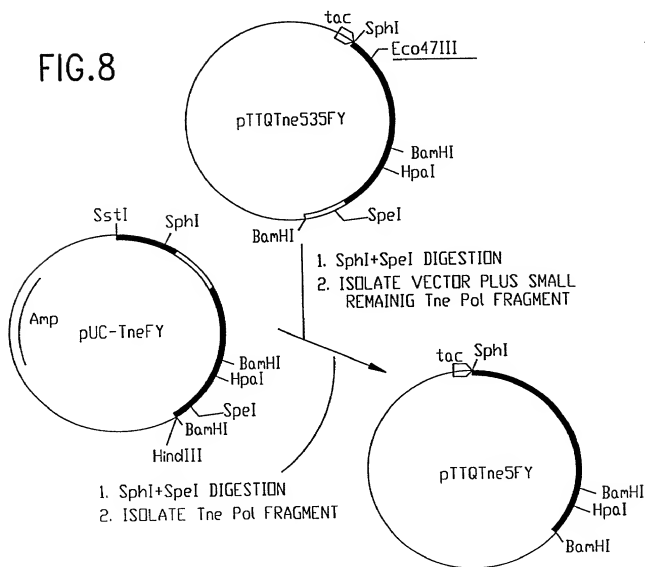 FIG.8
tac
SphI
Eco47III
pTTQTne535FY
BamHI
HpaI
SpeI
BamHI
1. SphI+SpeI DIGESTION
2. ISOLATE VECTOR PLUS SMALL
REMAINIG Tne Pol FRAGMENT
SstI
SphI
Amp
pUC-TneFY
BamHI
HpaI
SpeI
BamHI
HindIII
1. SphI+SpeI DIGESTION
2. ISOLATE Tne Pol FRAGMENT
tac
SphI
pTTQTne5FY
BamHI
HpaI
BamHI